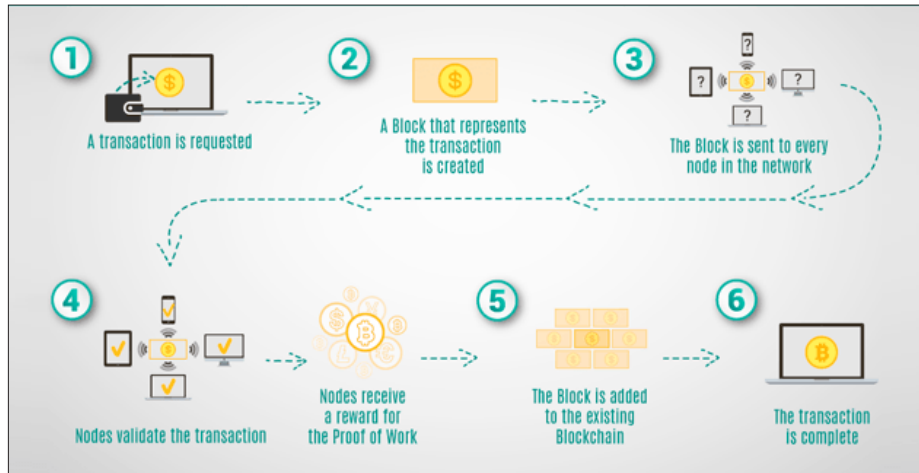 1
A transaction is requested
2
A Block that represents
the transaction
is created
3
The Block is sent to every
node in the network
4
Nodes validate the transaction
Nodes receive
a reward for
the Proof of Work
5
The Block is added
to the existing
Blockchain
6
The transaction
is complete